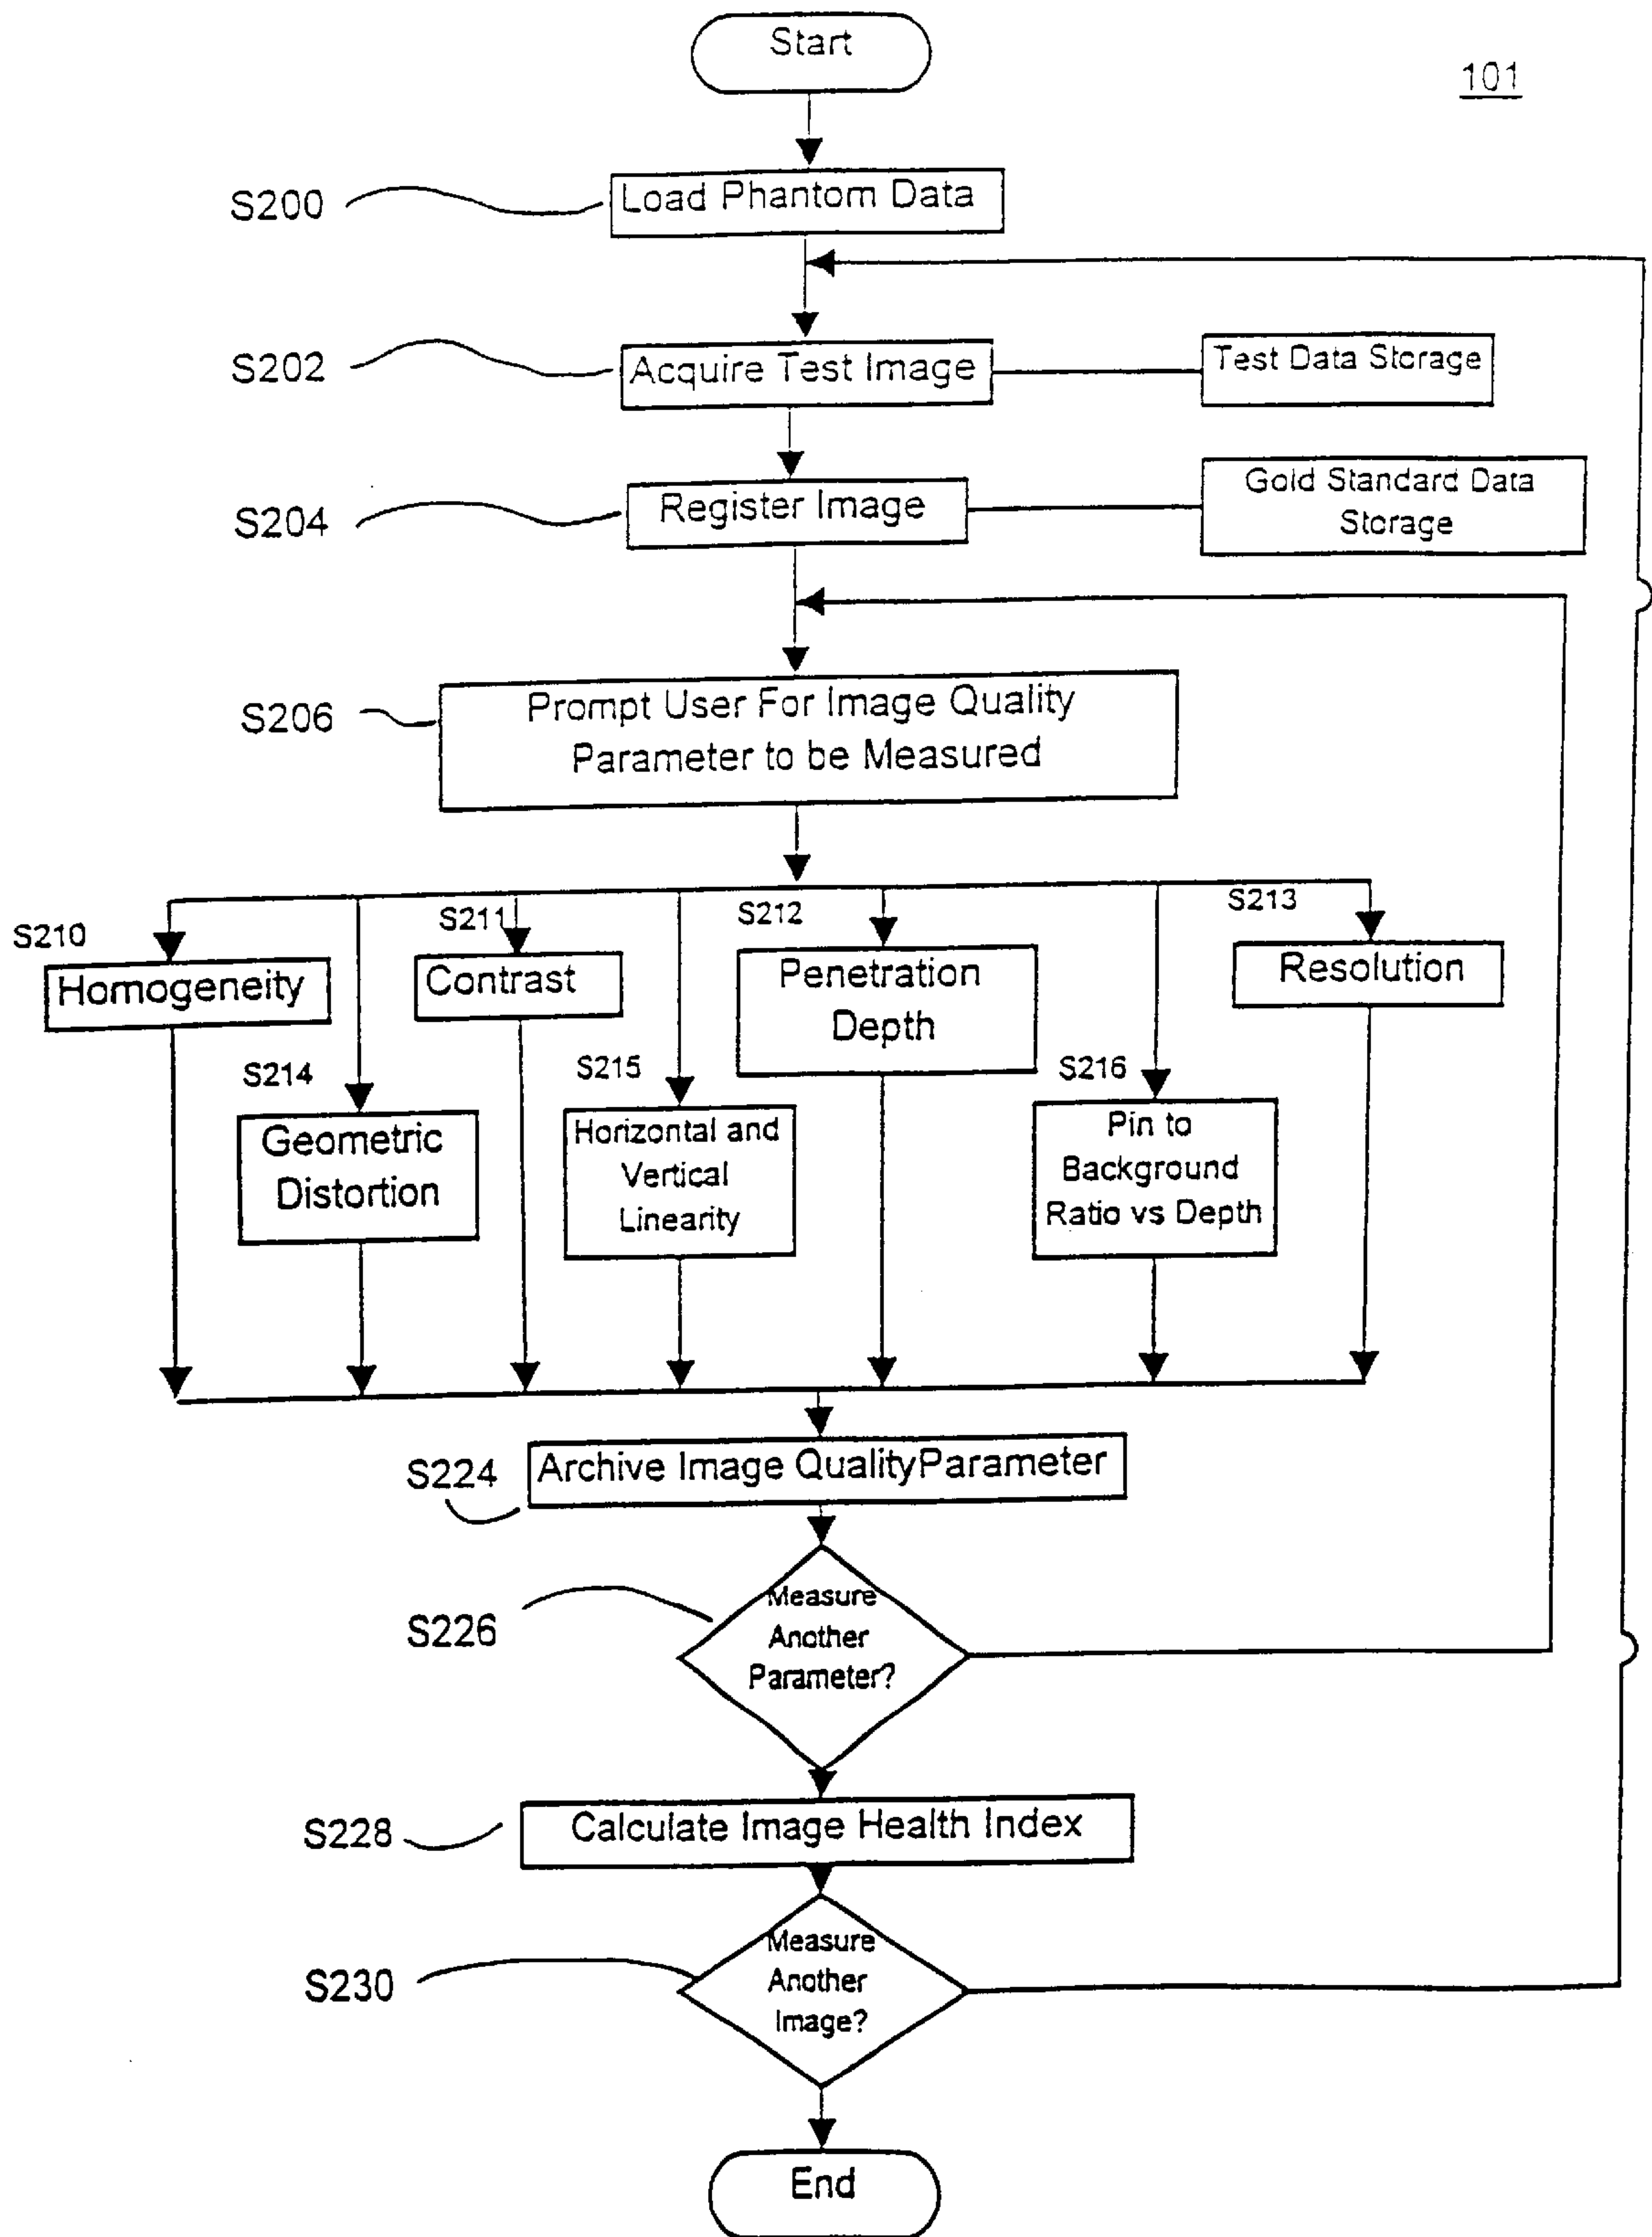 Start
101
S200
Load Phantom Data
S202
Acquire Test Image
Test Data Storage
S204
Register Image
Gold Standard Data
Storage
S206
Prompt User For Image Quality
Parameter to be Measured
S210
Homogeneity
S211
Contrast
S212
Penetration
Depth
S213
Resolution
S214
Geometric
Distortion
S215
Horizontal and
Vertical
Linearity
S216
Pin to
Background
Ratio vs Depth
S224
Archive Image QualityParameter
S226
Measure
Another
Parameter?
S228
Calculate Image Health Index
S230
Measure
Another
Image?
End